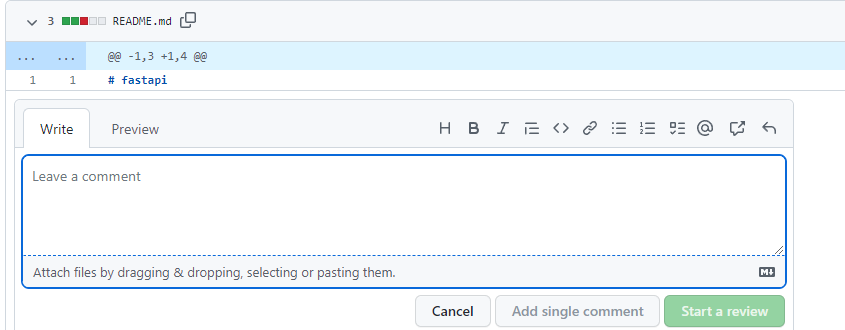 3 README.md
... ... @@ -1,3 +1,4 @@
1 1 # fastapi
Write Preview H B I @
Leave a comment
Attach files by dragging & dropping, selecting or pasting them.
Cancel Add single comment Start a review